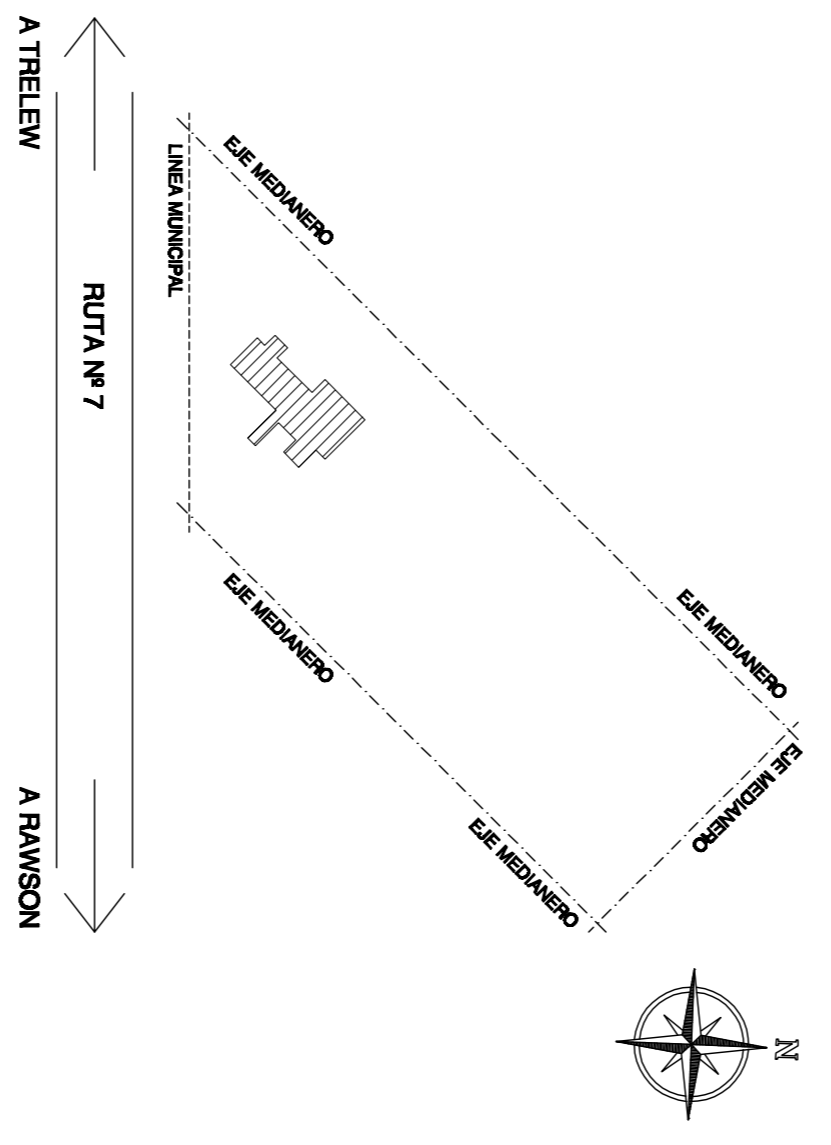 N
EJE MEDIANERO
EJE MEDIANERO
EJE MEDIANERO
EJE MEDIANERO
EJE MEDIANERO
LINEA MUNICIPAL
RUTA Nº 7
A TRELEW
A RAWSON